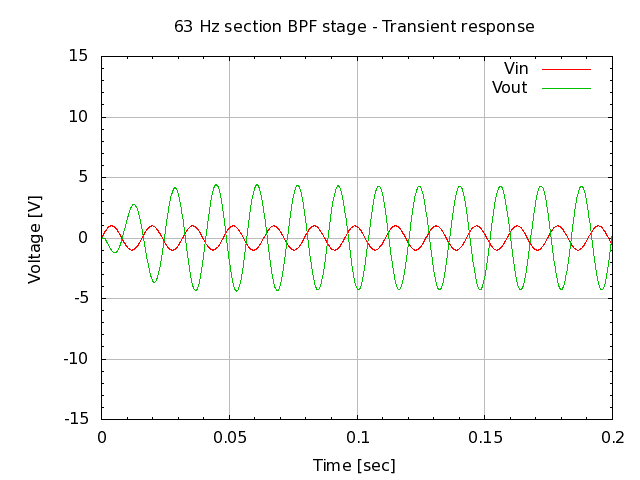 63 Hz section BPF stage - Transient response
Vin
Vout
15
10
5
0
-5
-10
-15
Voltage [V]
0 0.05 0.1 0.15 0.2
Time [sec]